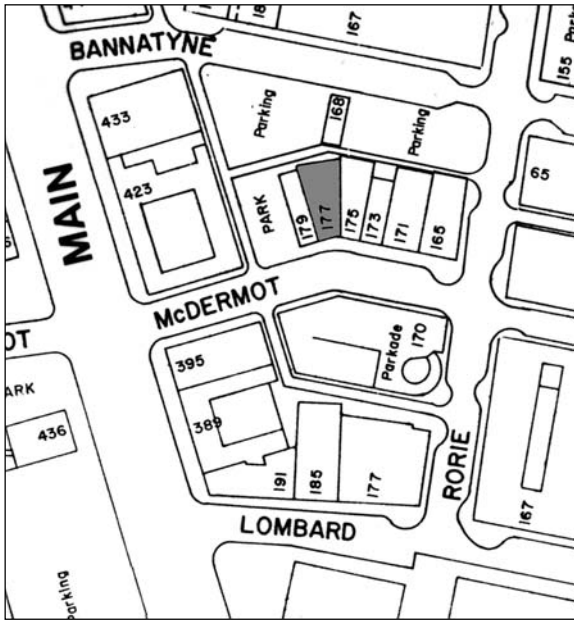 BANNATYNE
167
155
433
168
Parking
Parking
423
65
MAIN
PARK
179
177
175
173
171
165
McDERMOT
OT
395
Parkade
170
ARK
389
436
191
185
177
RORIE
167
LOMBARD
Parking